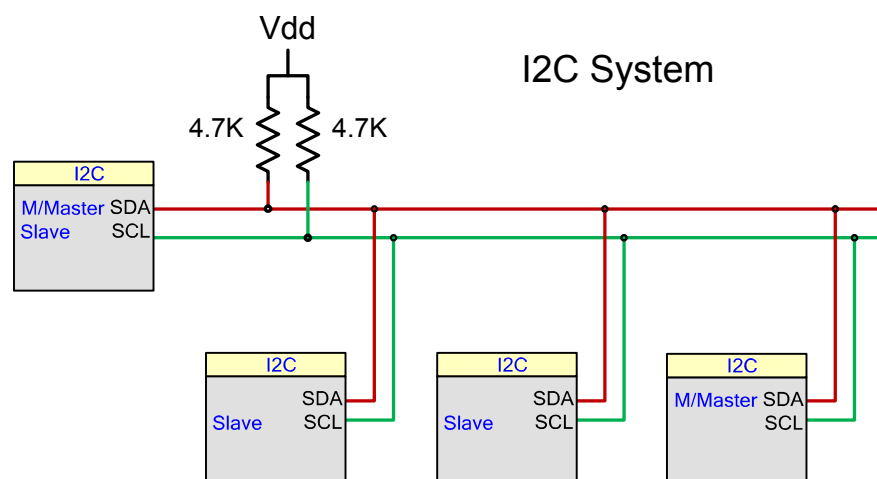 Vdd
I2C System
4.7K 4.7K
I2C
M/Master SDA
Slave SCL
I2C
SDA
Slave SCL
I2C
SDA
Slave SCL
I2C
M/Master SDA
SCL